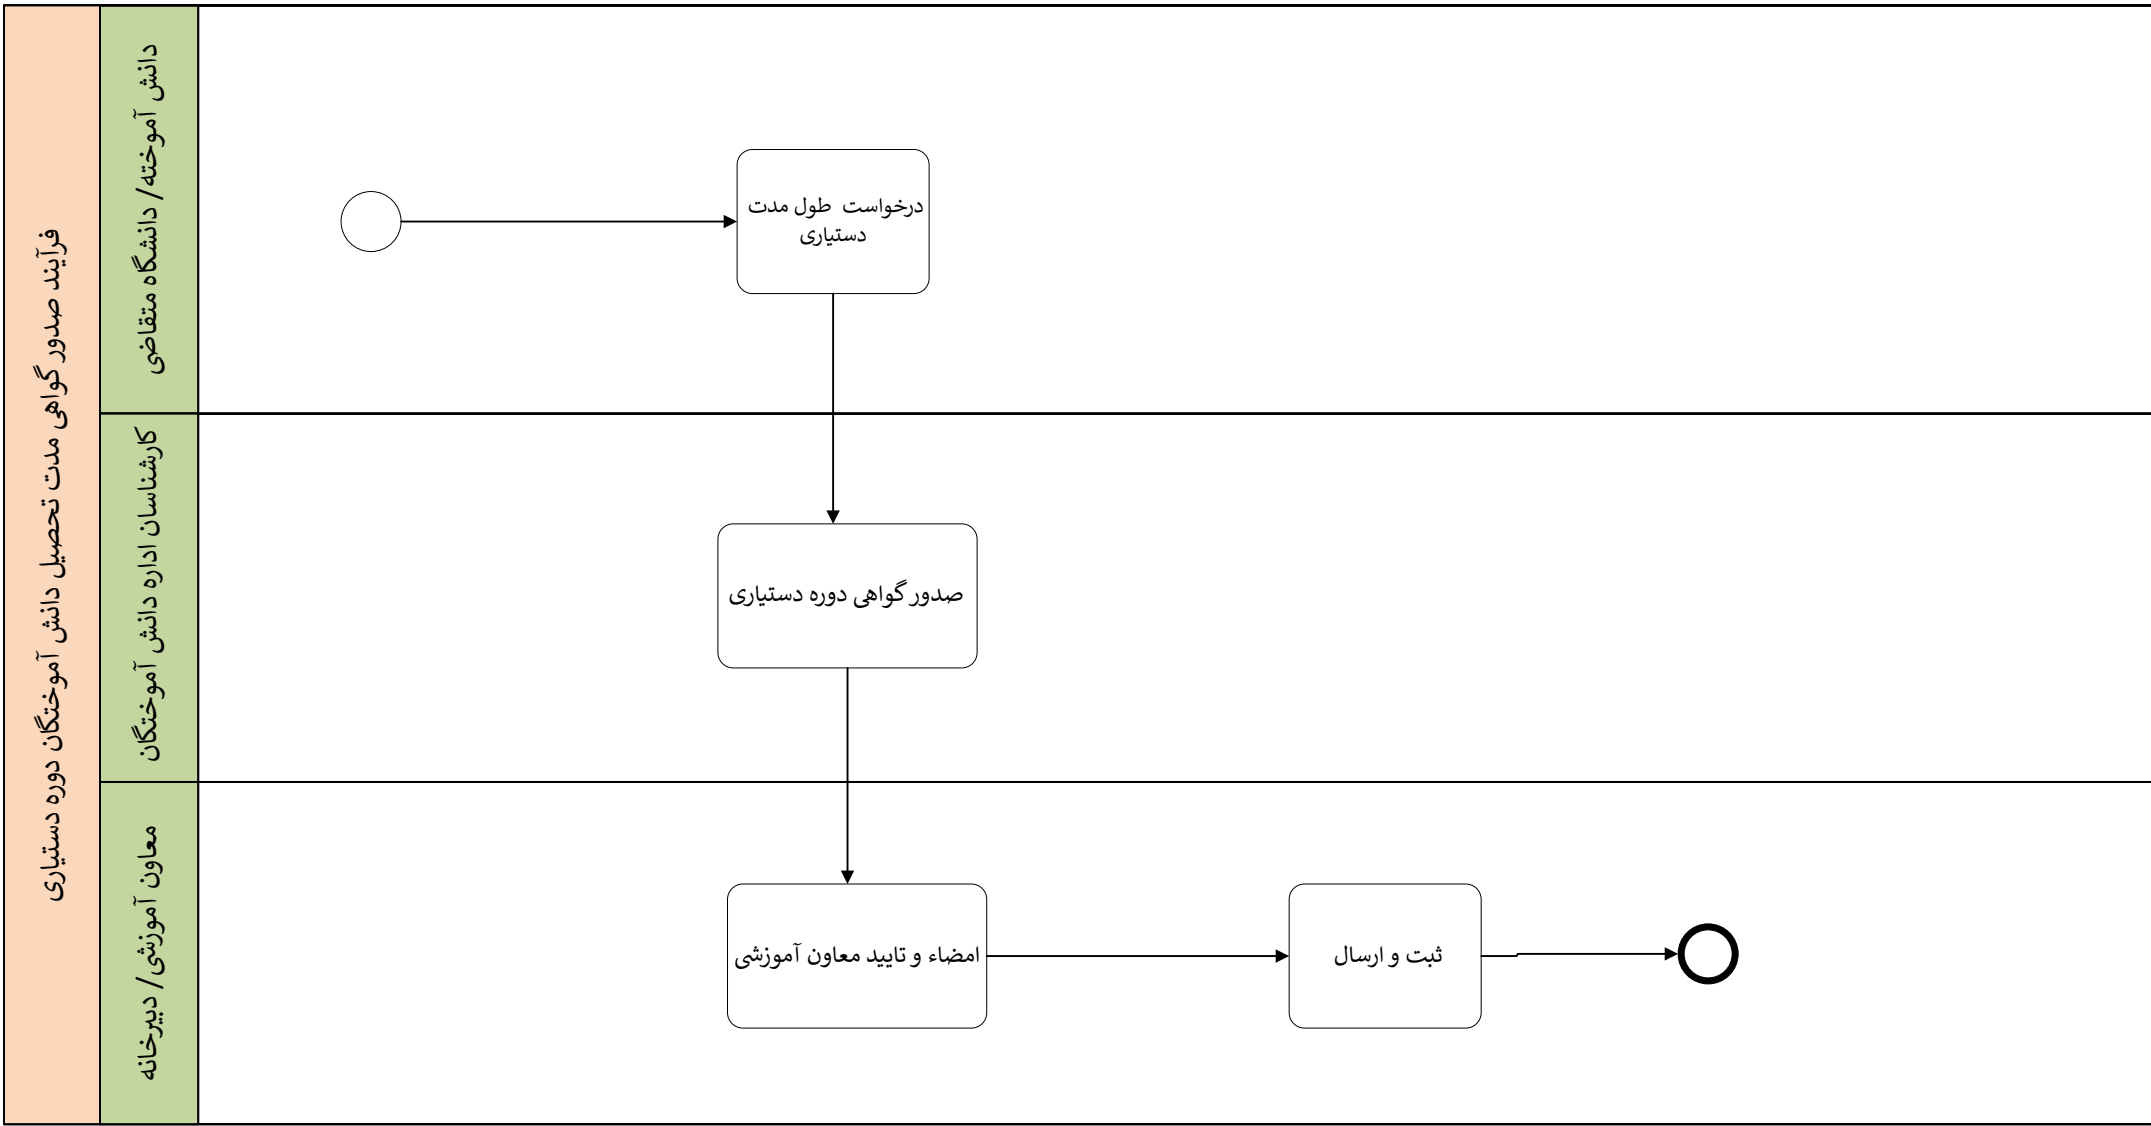 فرآیند صدور گواهی مدت تحصیل دانش آموختگان دوره دستیاری
دانش آموخته/ دانشگاه متقاضی
درخواست طول مدت
دستیاری
کارشناسان اداره دانش آموختگان
صدور گواهی دوره دستیاری
معاون آموزشی/ دبیرخانه
امضاء و تایید معاون آموزشی
ثبت و ارسال